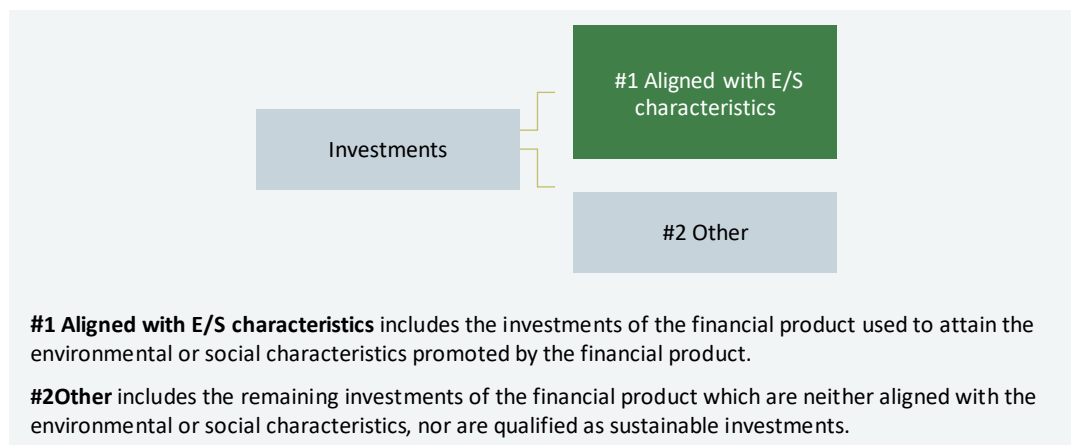 #1 Aligned with E/S
characteristics
Investments
#2 Other
#1 Aligned with E/S characteristics includes the investments of the financial product used to attain the
environmental or social characteristics promoted by the financial product.
#2Other includes the remaining investments of the financial product which are neither aligned with the
environmental or social characteristics, nor are qualified as sustainable investments.